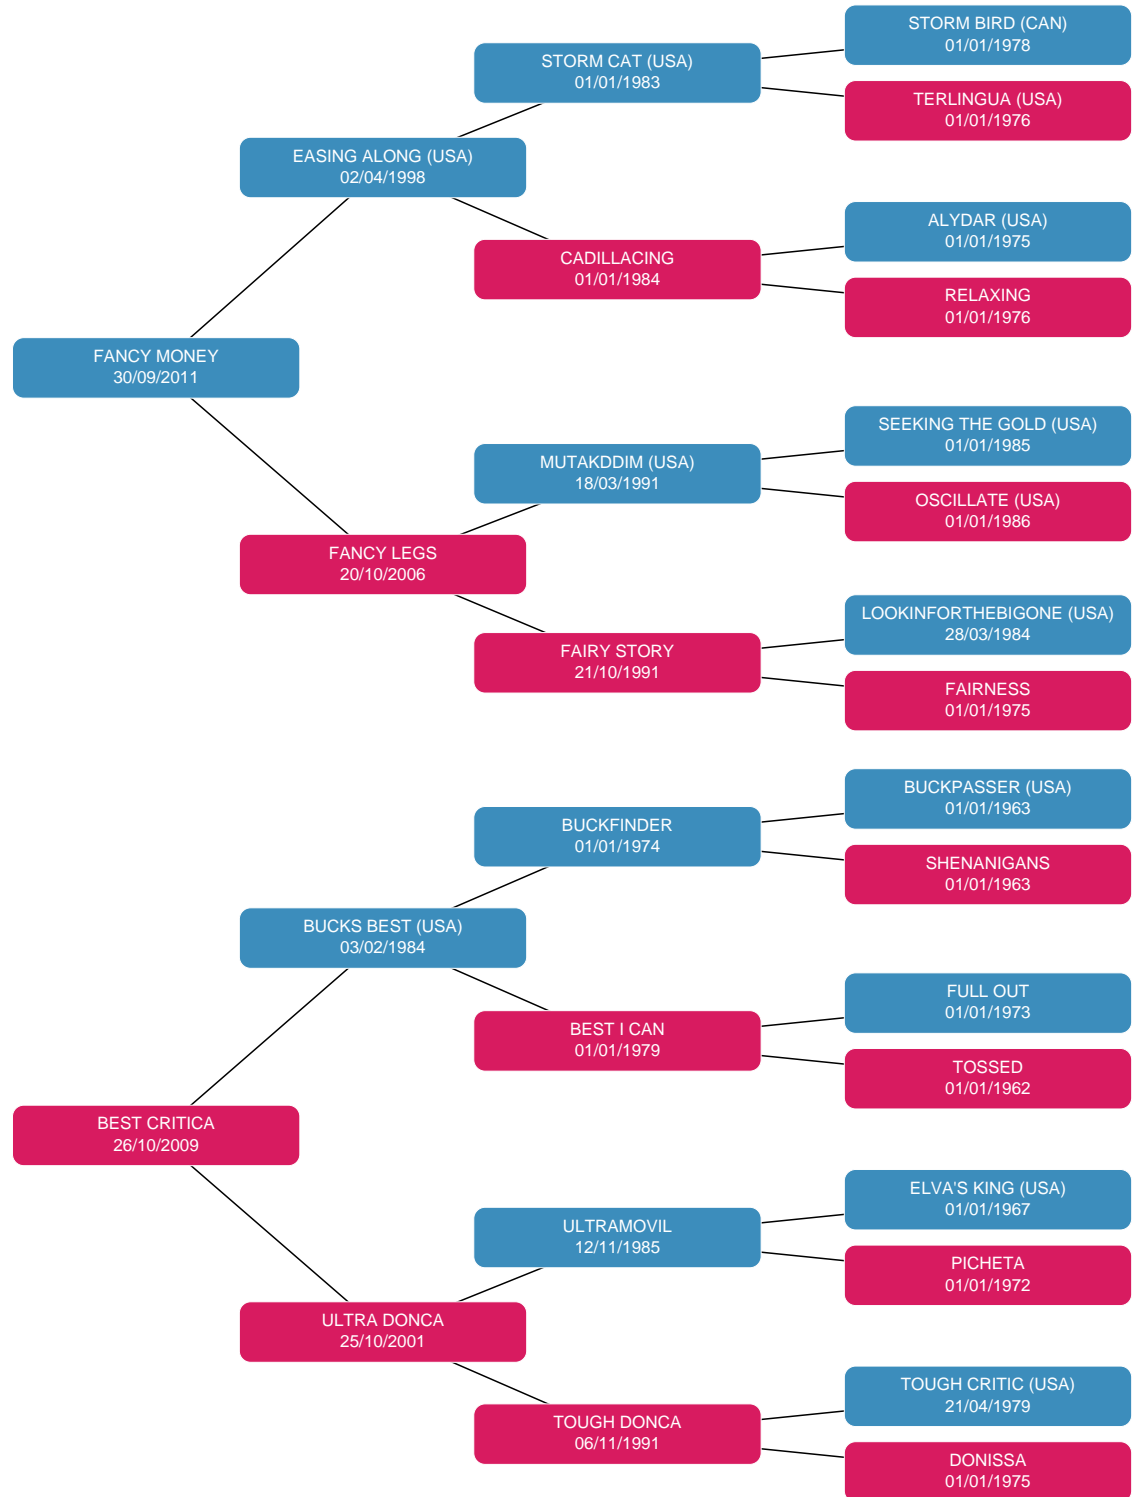 STORM BIRD (CAN)
01/01/1978
STORM CAT (USA)
01/01/1983
TERLINGUA (USA)
01/01/1976
EASING ALONG (USA)
02/04/1998
ALYDAR (USA)
01/01/1975
CADILLACING
01/01/1984
RELAXING
01/01/1976
FANCY MONEY
30/09/2011
SEEKING THE GOLD (USA)
01/01/1985
MUTAKDDIM (USA)
18/03/1991
OSCILLATE (USA)
01/01/1986
FANCY LEGS
20/10/2006
LOOKINFORTHEBIGONE (USA)
28/03/1984
FAIRY STORY
21/10/1991
FAIRNESS
01/01/1975
BUCKPASSER (USA)
01/01/1963
BUCKFINDER
01/01/1974
SHENANIGANS
01/01/1963
BUCKS BEST (USA)
03/02/1984
FULL OUT
01/01/1973
BEST I CAN
01/01/1979
TOSSED
01/01/1962
BEST CRITICA
26/10/2009
ELVA'S KING (USA)
01/01/1967
ULTRAMOVIL
12/11/1985
PICHETA
01/01/1972
ULTRA DONCA
25/10/2001
TOUGH CRITIC (USA)
21/04/1979
TOUGH DONCA
06/11/1991
DONISSA
01/01/1975